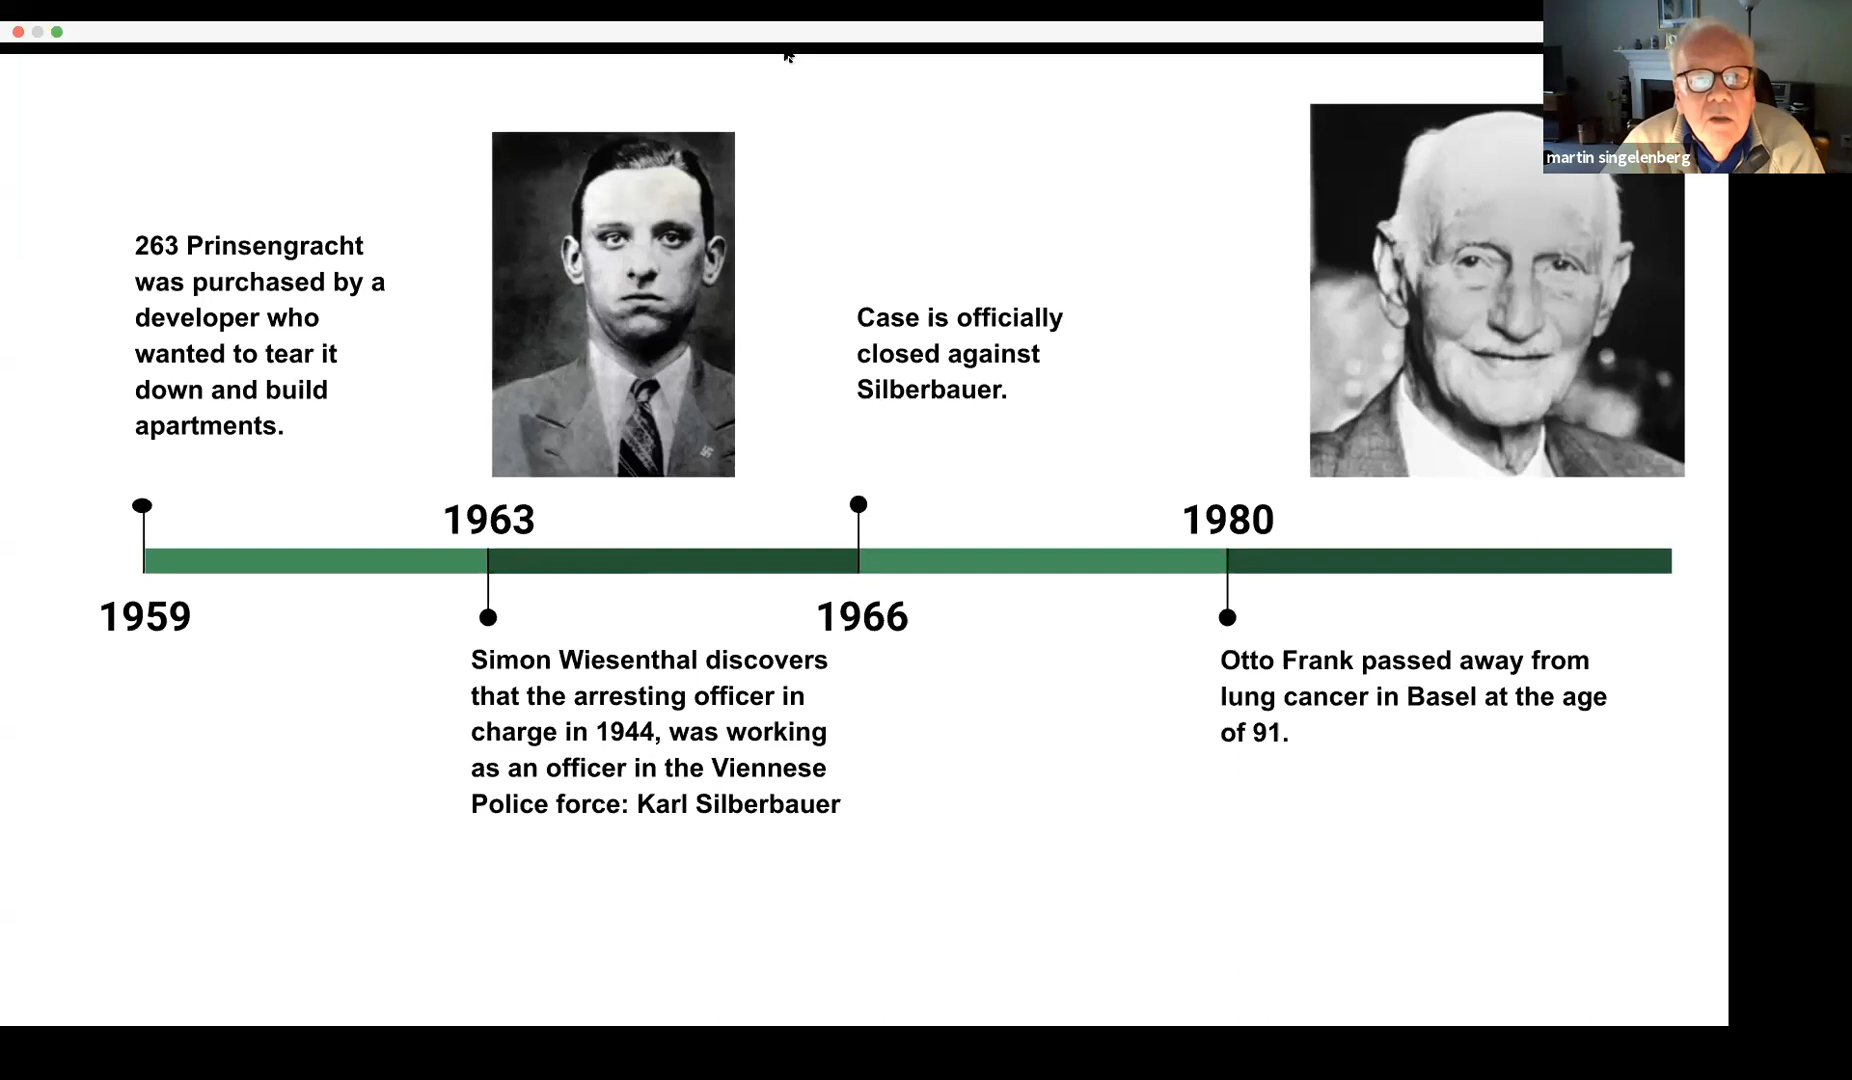 martin singelenberg
263 Prinsengracht
was purchased by a
developer who
wanted to tear it
down and build
apartments.
Case is officially
closed against
Silberbauer.
1963
1980
1959
1966
Simon Wiesenthal discovers
that the arresting officer in
charge in 1944, was working
as an officer in the Viennese
Police force: Karl Silberbauer
Otto Frank passed away from
lung cancer in Basel at the age
of 91.